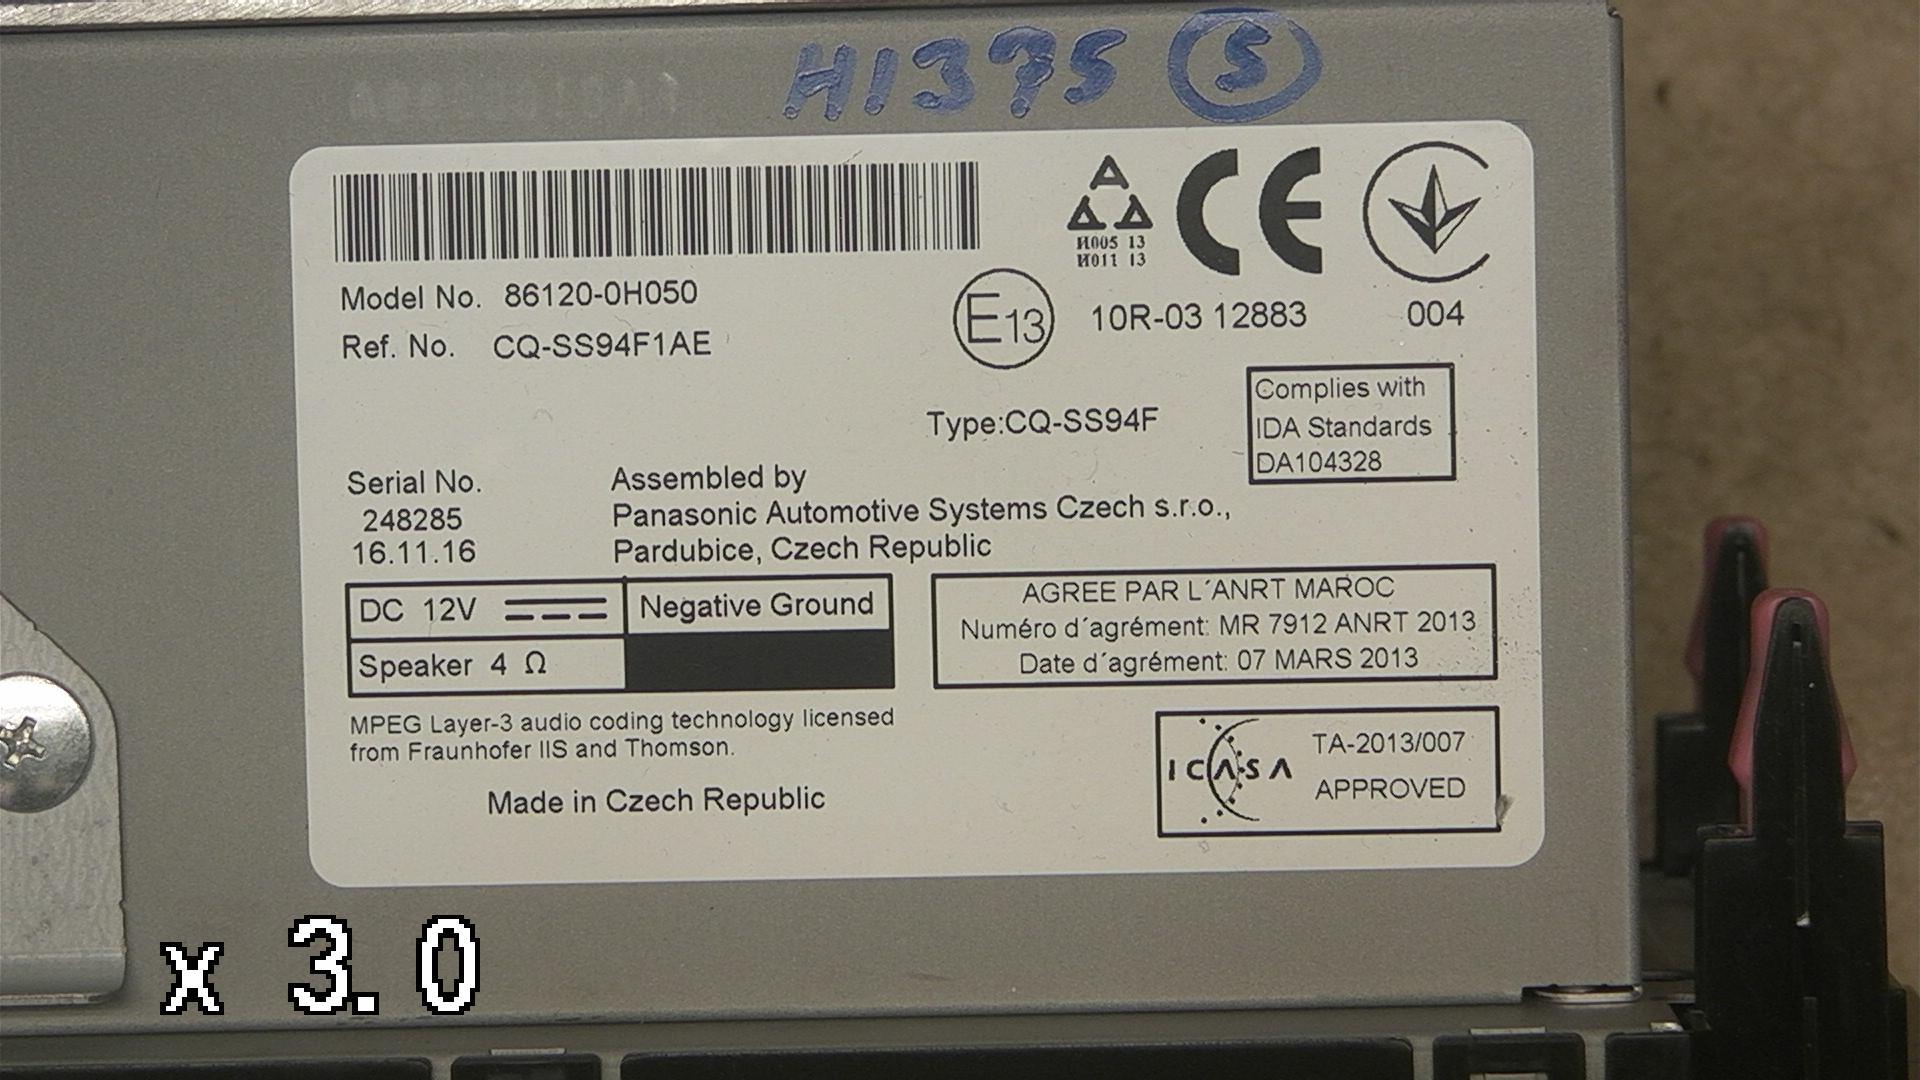 H1375 5
H005 13
H011 13
CE
Model No. 86120-0H050
Ref. No. CQ-SS94F1AE
E13
10R-03 12883
004
Type:CQ-SS94F
Complies with
IDA Standards
DA104328
Serial No.
248285
16.11.16
Assembled by
Panasonic Automotive Systems Czech s.r.o.,
Pardubice, Czech Republic
DC 12V
Negative Ground
Speaker 4 Ω
AGREE PAR L´ANRT MAROC
Numéro d´agrément: MR 7912 ANRT 2013
Date d´agrément: 07 MARS 2013
MPEG Layer-3 audio coding technology licensed
from Fraunhofer IIS and Thomson.
Made in Czech Republic
ICASA
TA-2013/007
APPROVED
x 3.0